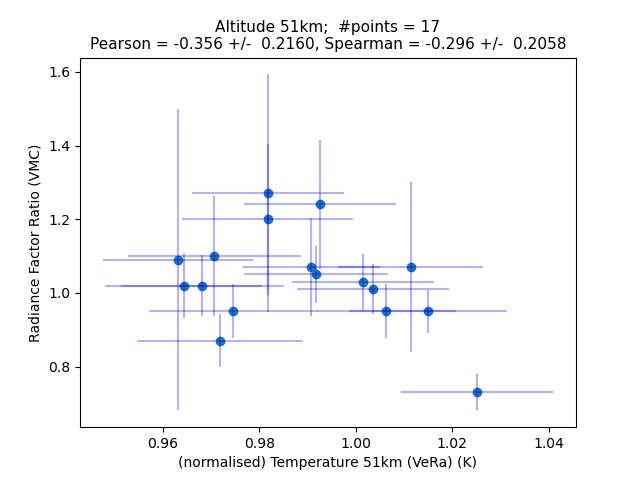 Altitude 51km;  #points = 17
Pearson = -0.356 +/-  0.2160, Spearman = -0.296 +/-  0.2058
1.6
1.4
1.2
1.0
0.8
Radiance Factor Ratio (VMC)
0.96 0.98 1.00 1.02 1.04
(normalised) Temperature 51km (VeRa) (K)